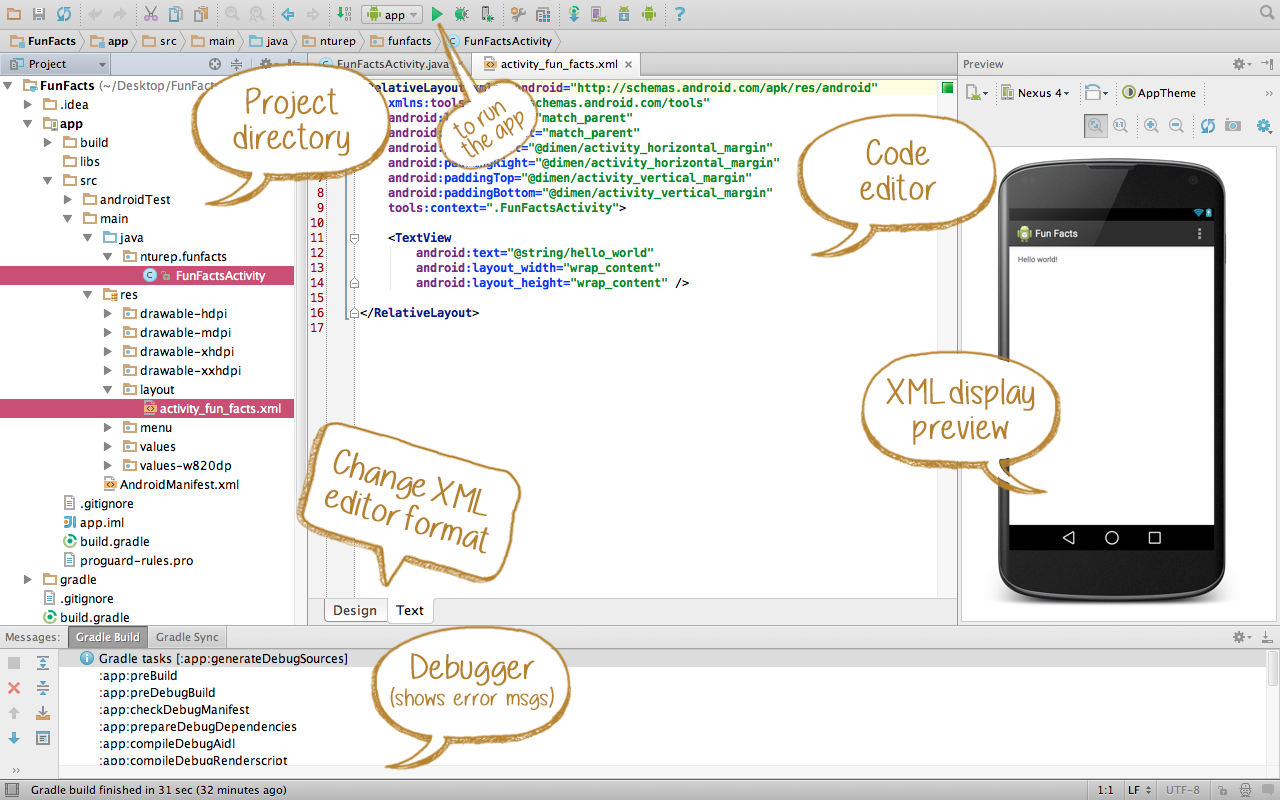 app
FunFacts
app
src
main
java
nturep
funfacts
FunFactsActivity
Project
FunFactsActivity.java
activity_fun_facts.xml
Preview
FunFacts (~/Desktop/FunFac
.idea
app
build
libs
src
androidTest
main
java
nturep.funfacts
FunFactsActivity
res
drawable-hdpi
drawable-mdpi
drawable-xhdpi
drawable-xxhdpi
layout
activity_fun_facts.xml
menu
values
values-w820dp
AndroidManifest.xml
.gitignore
app.iml
build.gradle
proguard-rules.pro
gradle
.gitignore
build.gradle
Project
directory
to run
the app
RelativeLayout android="http://schemas.android.com/apk/res/android"
xmlns:tools schemas.android.com/tools"
android: match_parent"
android: "match_parent"
android: "@dimen/activity_horizontal_margin"
android:paddingRight="@dimen/activity_horizontal_margin"
android:paddingTop="@dimen/activity_vertical_margin"
8 android:paddingBottom="@dimen/activity_vertical_margin"
9 tools:context=".FunFactsActivity">
10
11 <TextView
12 android:text="@string/hello_world"
13 android:layout_width="wrap_content"
14 android:layout_height="wrap_content" />
15
16 </RelativeLayout>
17
Code
editor
Change XML
editor format
Design
Text
Nexus 4
AppTheme
1:1
Fun Facts
Hello world!
XML display
preview
Messages:
Gradle Build
Gradle Sync
Gradle tasks [:app:generateDebugSources]
:app:preBuild
:app:preDebugBuild
:app:checkDebugManifest
:app:prepareDebugDependencies
:app:compileDebugAidl
:app:compileDebugRenderscript
Debugger
(shows error msgs)
Gradle build finished in 31 sec (32 minutes ago)
1:1
LF
UTF-8